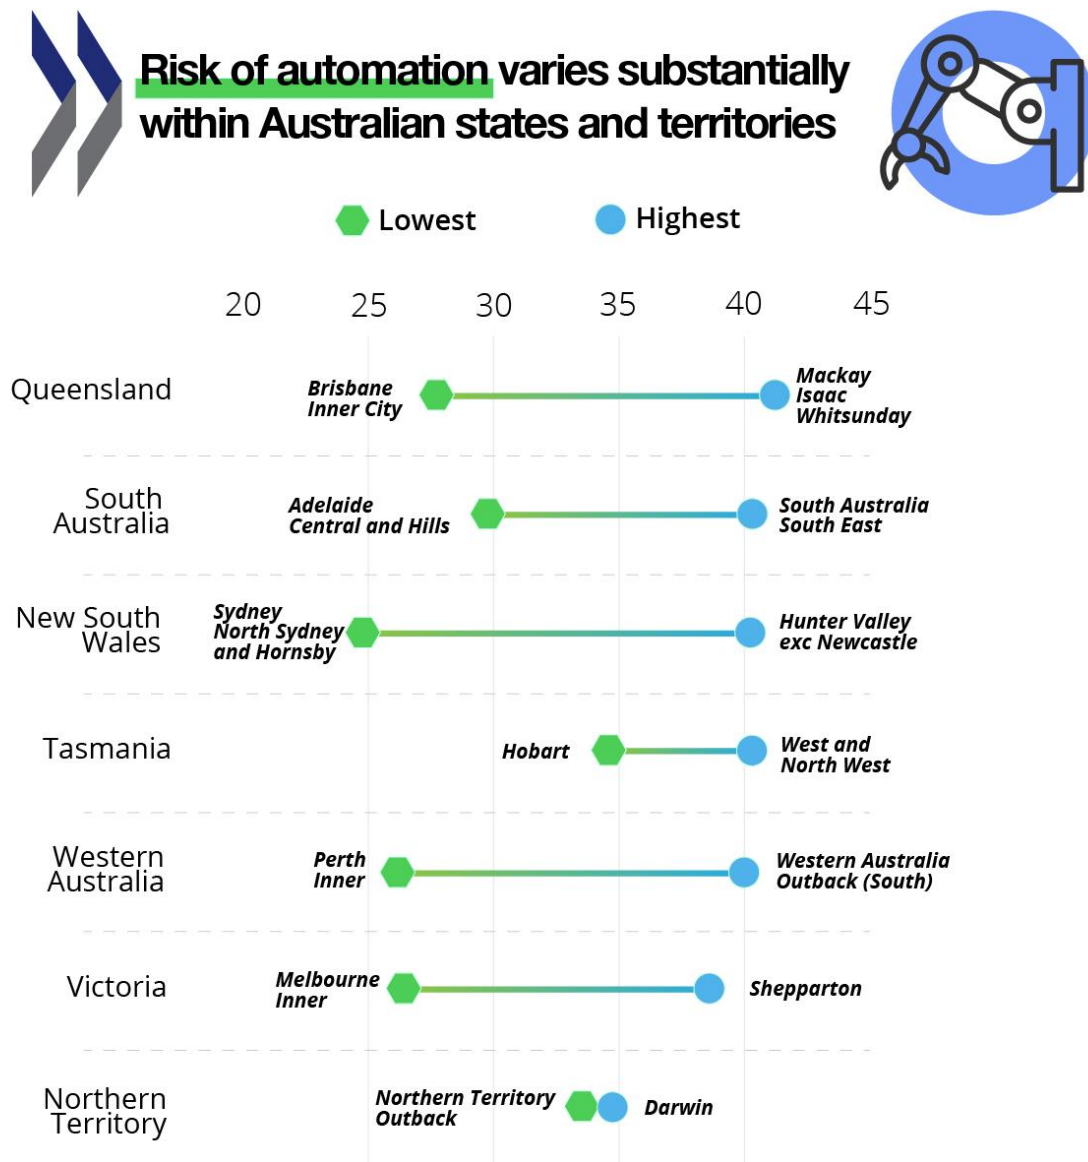 Risk of automation varies substantially
within Australian states and territories
Lowest
Highest
20
25
30
35
40
45
Queensland
Brisbane
Inner City
Mackay
Isaac
Whitsunday
South
Australia
Adelaide
Central and Hills
South Australia
South East
New South
Wales
Sydney
North Sydney
and Hornsby
Hunter Valley
exc Newcastle
Tasmania
Hobart
West and
North West
Western
Australia
Perth
Inner
Western Australia
Outback (South)
Victoria
Melbourne
Inner
Shepparton
Northern
Territory
Northern Territory
Outback
Darwin